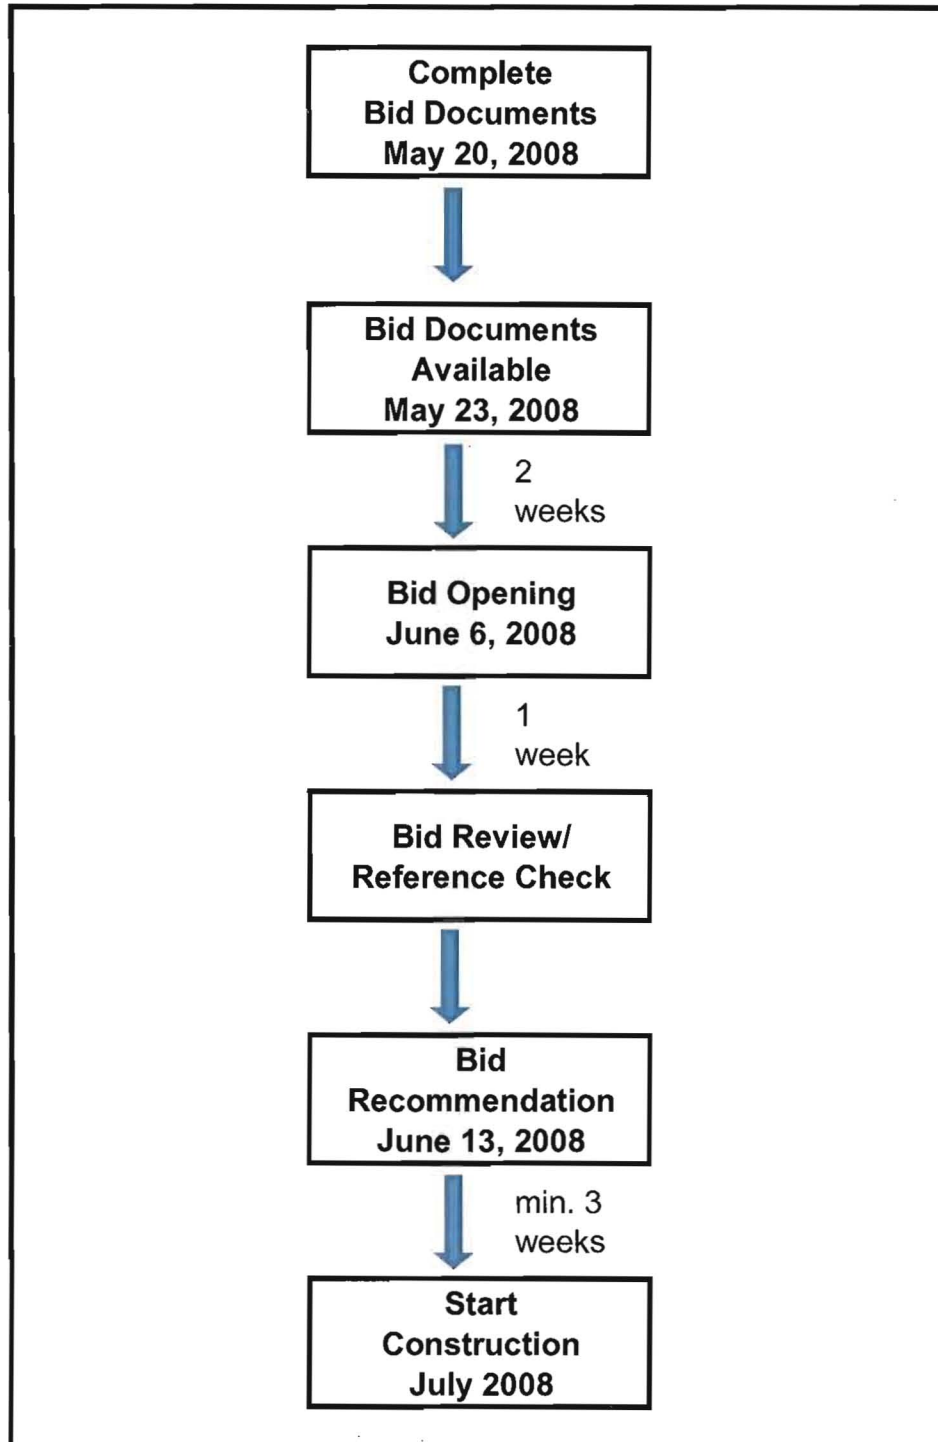 Complete
Bid Documents
May 20, 2008
Bid Documents
Available
May 23, 2008
2
weeks
Bid Opening
June 6, 2008
1
week
Bid Review/
Reference Check
Bid
Recommendation
June 13, 2008
min. 3
weeks
Start
Construction
July 2008